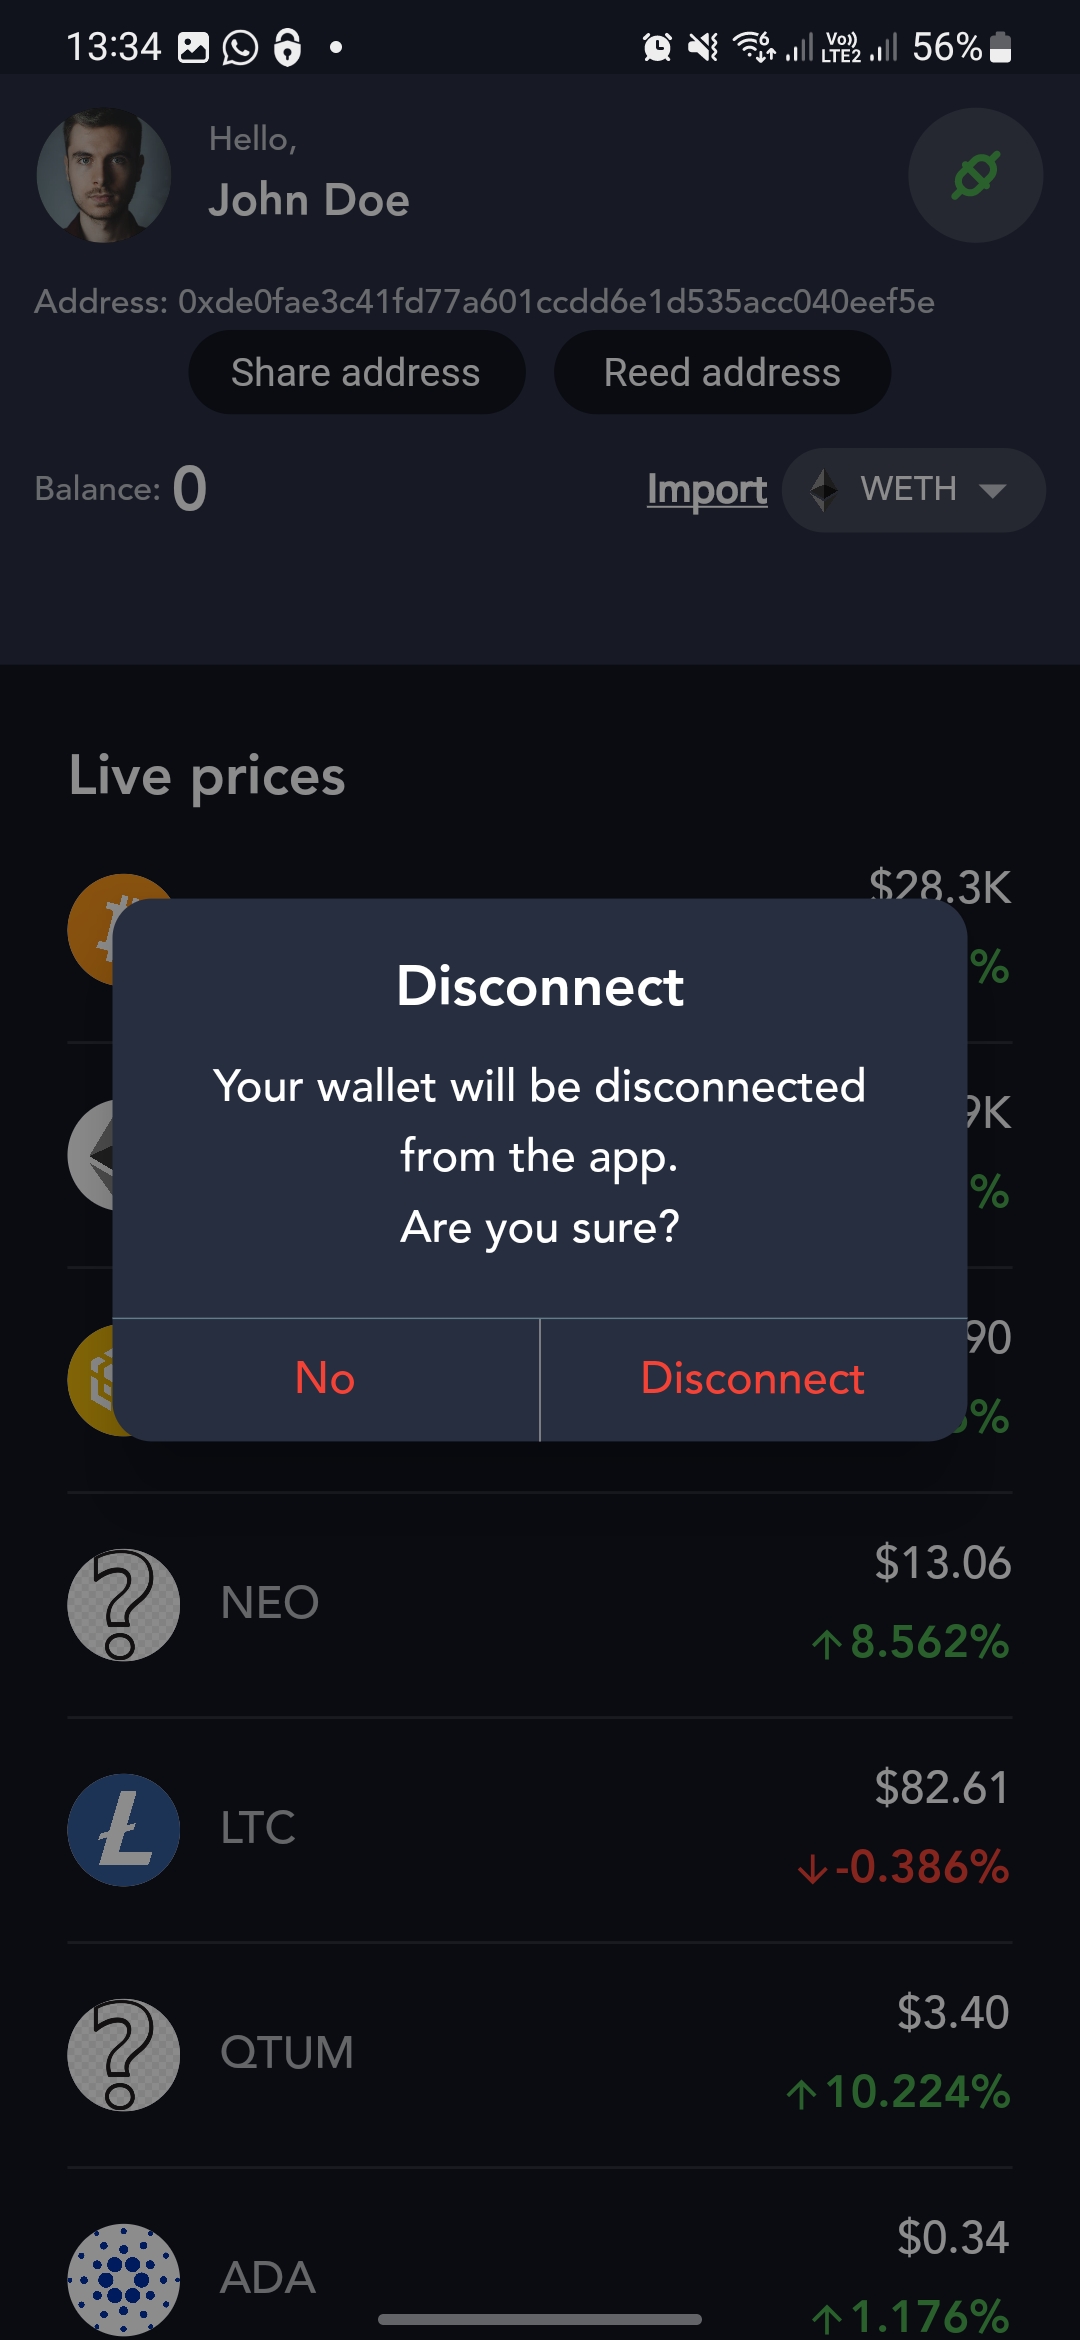 13:34 Vo)) LTE2 56%
Hello,
John Doe
Address: 0xde0fae3c41fd77a601ccdd6e1d535acc040eef5e
Share address Reed address
Balance: 0 Import WETH
Live prices
$28.3K
%
Disconnect
Your wallet will be disconnected
from the app.
Are you sure?
No Disconnect
9K
%
90
%
NEO $13.06
↑8.562%
LTC $82.61
↓-0.386%
QTUM $3.40
↑10.224%
ADA $0.34
↑1.176%